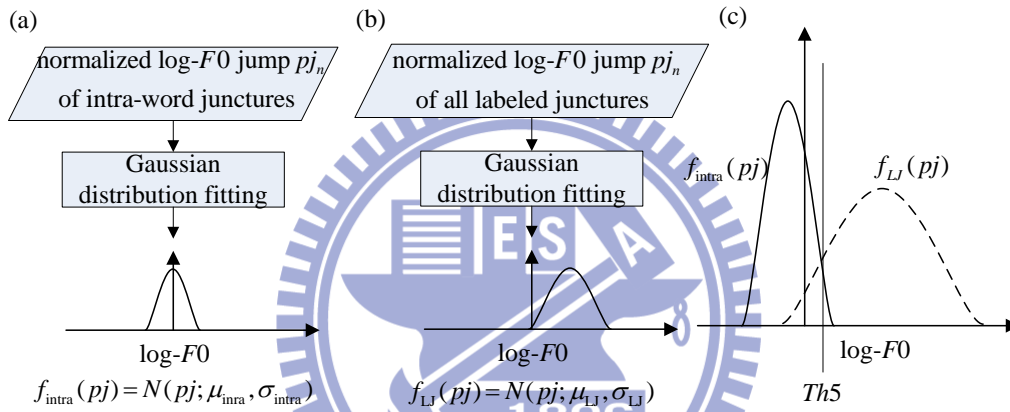 (a)
normalized log-F0 jump pj_n
of intra-word junctures
Gaussian
distribution fitting
log-F0
f_intra(pj) = N(pj; μ_inra, σ_intra)
(b)
normalized log-F0 jump pj_n
of all labeled junctures
Gaussian
distribution fitting
log-F0
f_LJ(pj) = N(pj; μ_LJ, σ_LJ)
(c)
f_intra(pj)
f_LJ(pj)
log-F0
Th5
E S
A
1896